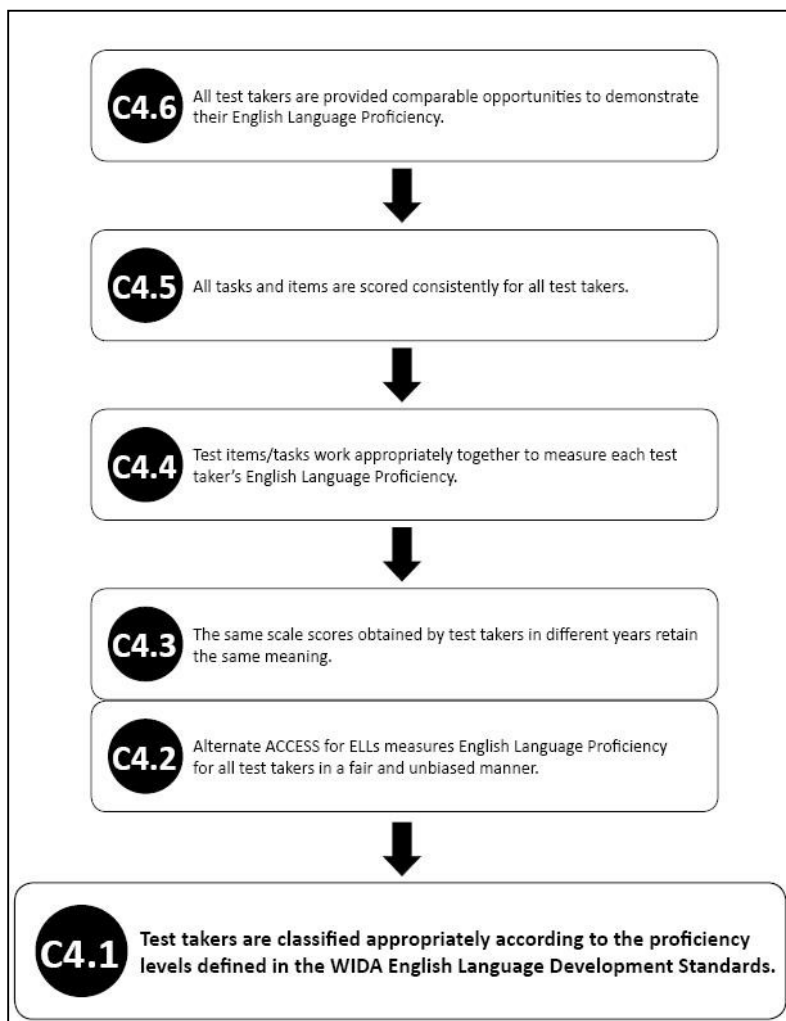 C4.6
All test takers are provided comparable opportunities to demonstrate
their English Language Proficiency.
C4.5
All tasks and items are scored consistently for all test takers.
C4.4
Test items/tasks work appropriately together to measure each test
taker's English Language Proficiency.
C4.3
The same scale scores obtained by test takers in different years retain
the same meaning.
C4.2
Alternate ACCESS for ELLs measures English Language Proficiency
for all test takers in a fair and unbiased manner.
C4.1
Test takers are classified appropriately according to the proficiency
levels defined in the WIDA English Language Development Standards.